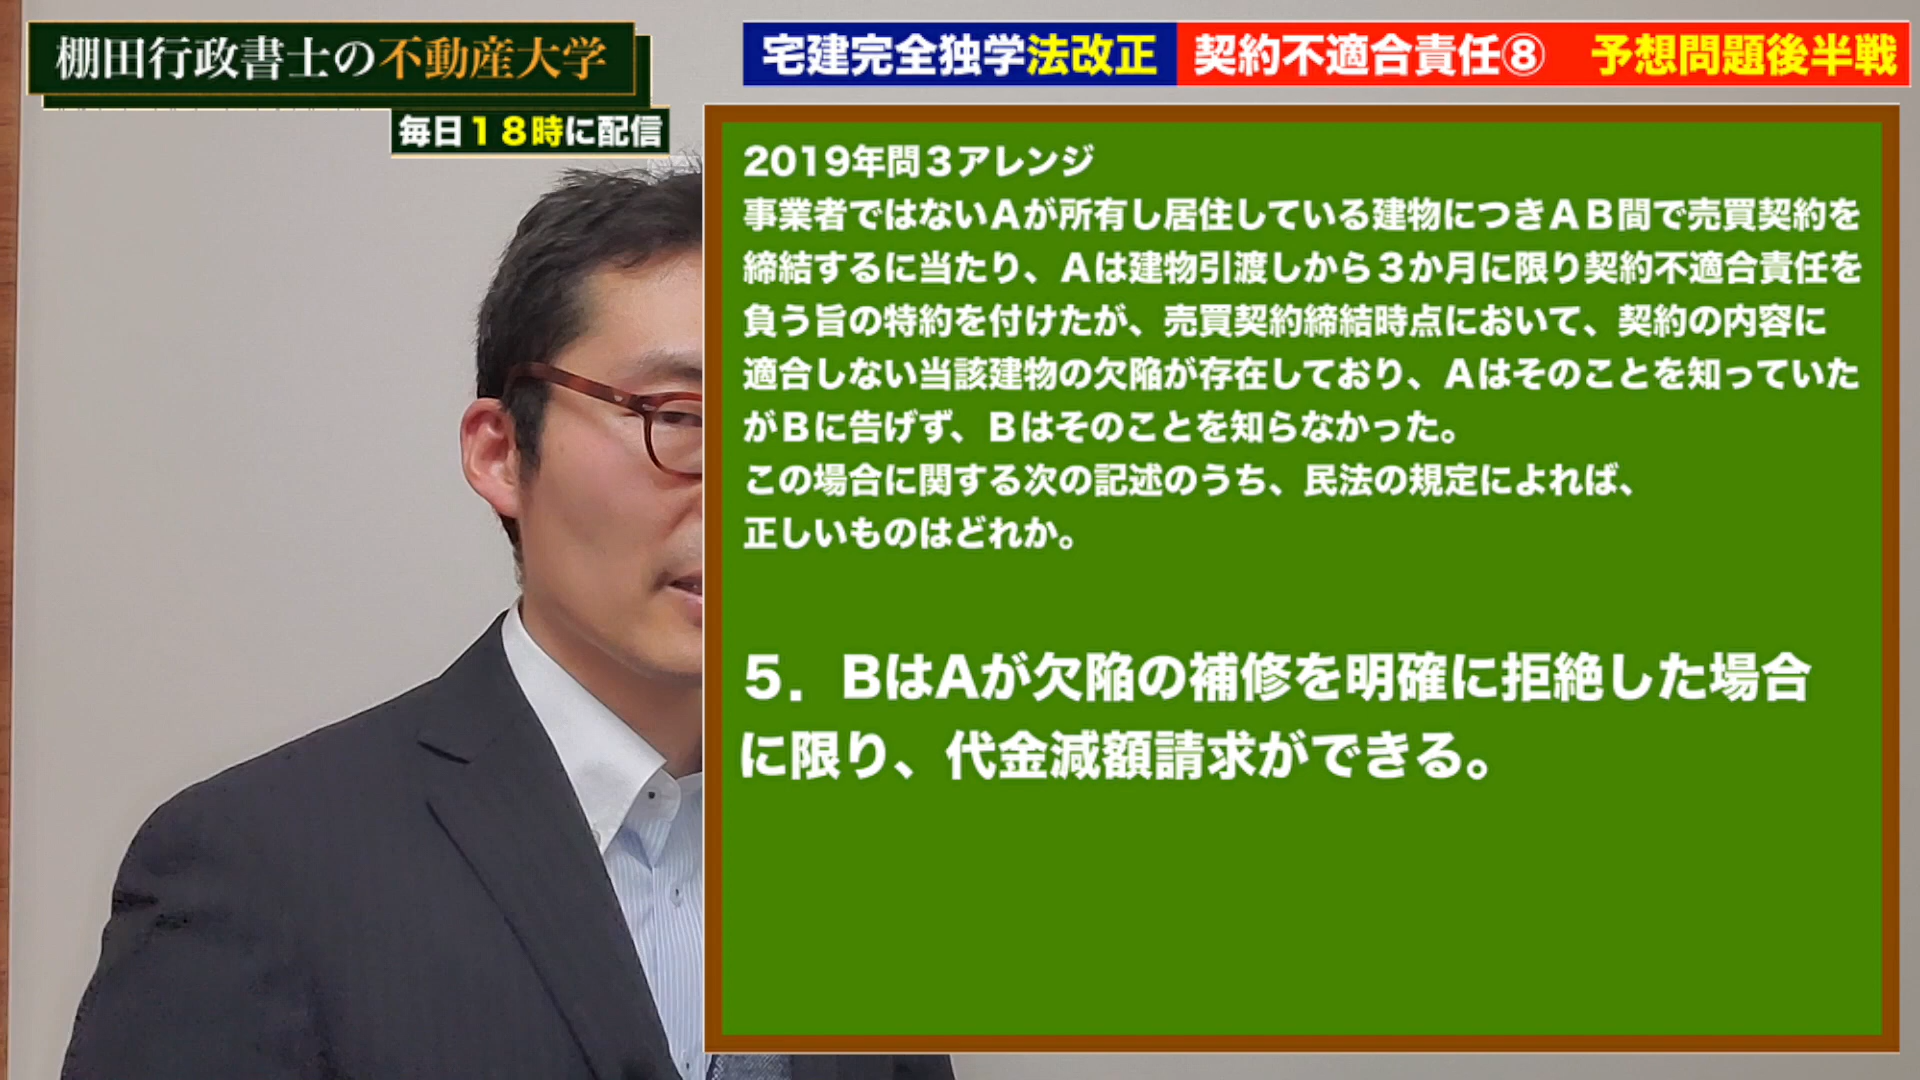 棚田行政書士の不動産大学
毎日１８時に配信
宅建完全独学法改正 契約不適合責任⑧ 予想問題後半戦
2019年問３アレンジ
事業者ではないＡが所有し居住している建物につきＡＢ間で売買契約を
締結するに当たり、Ａは建物引渡しから３か月に限り契約不適合責任を
負う旨の特約を付けたが、売買契約締結時点において、契約の内容に
適合しない当該建物の欠陥が存在しており、Ａはそのことを知っていた
がＢに告げず、Ｂはそのことを知らなかった。
この場合に関する次の記述のうち、民法の規定によれば、
正しいものはどれか。
５．BはAが欠陥の補修を明確に拒絶した場合
に限り、代金減額請求ができる。